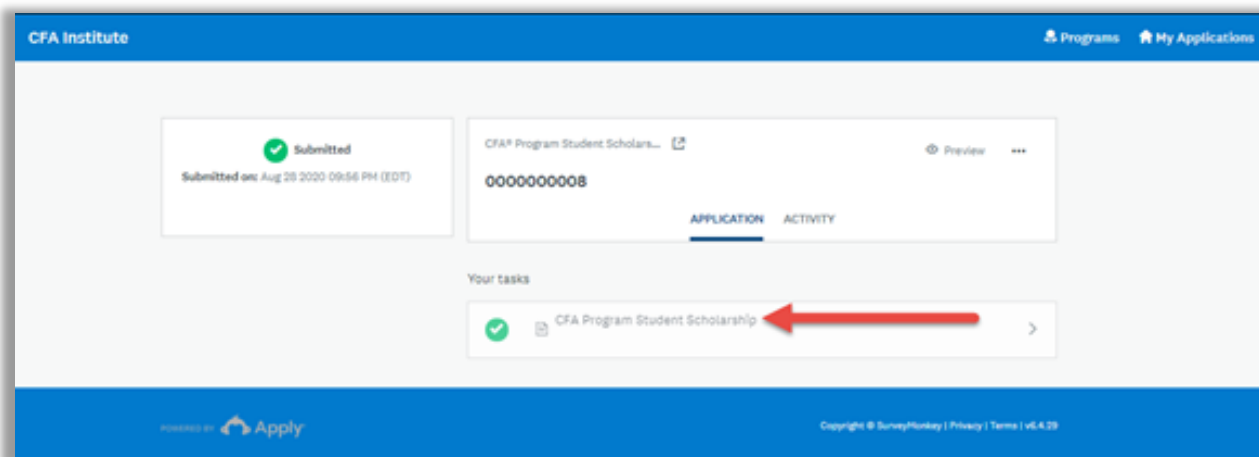 CFA Institute
Programs My Applications
Submitted
Submitted on: Aug 28 2020 09:56 PM (EDT)
CFA® Program Student Scholars...
Preview ...
0000000008
APPLICATION ACTIVITY
Your tasks
CFA Program Student Scholarship
POWERED BY Apply
Copyright © SurveyMonkey | Privacy | Terms | v6.4.29